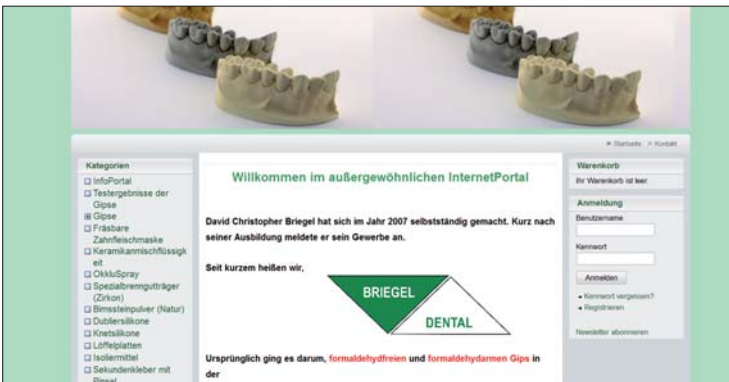 » Startseite » Kontakt
Kategorien
InfoPortal
Testergebnisse der
Gipse
Gipse
Fräsbare
Zahnfleischmaske
Keramikanmischflüssigk
eit
OkkluSpray
Spezialbrenngutträger
(Zirkon)
Bimssteinpulver (Natur)
Dubliersilikone
Knetsilikone
Löffelplatten
Isoliermittel
Sekundenkleber mit
Pinsel
Willkommen im außergewöhnlichen InternetPortal
David Christopher Briegel hat sich im Jahr 2007 selbstständig gemacht. Kurz nach
seiner Ausbildung meldete er sein Gewerbe an.
Seit kurzem heißen wir,
BRIEGEL
DENTAL
Ursprünglich ging es darum, formaldehydfreien und formaldehydarmen Gips in
der
Warenkorb
Ihr Warenkorb ist leer.
Anmeldung
Benutzername
Kennwort
Anmelden
Kennwort vergessen?
Registrieren
Newsletter abonnieren